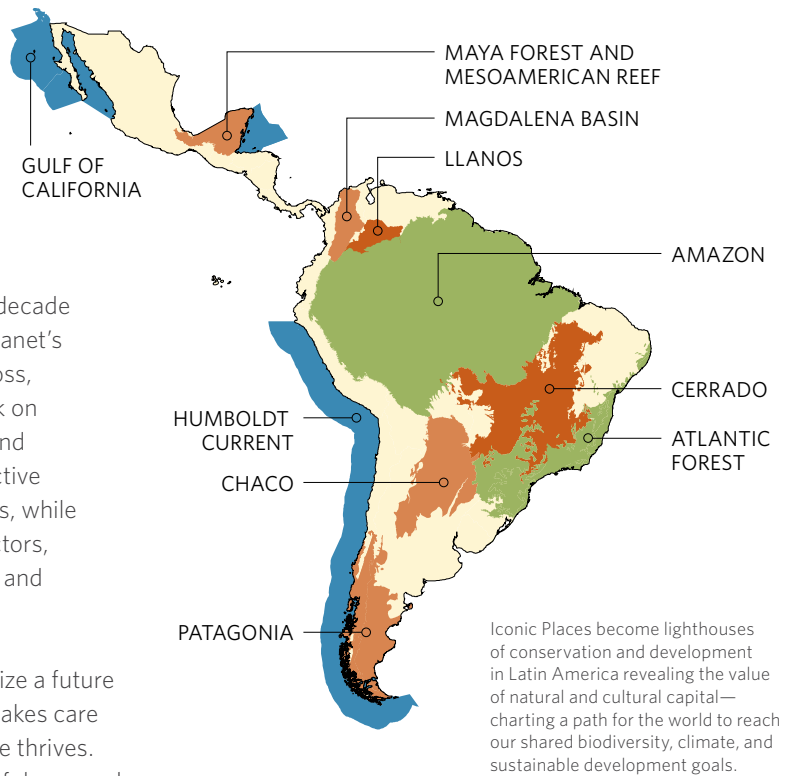 MAYA FOREST AND
MESOAMERICAN REEF
MAGDALENA BASIN
LLANOS
GULF OF
CALIFORNIA
AMAZON
CERRADO
ATLANTIC
FOREST
HUMBOLDT
CURRENT
CHACO
PATAGONIA
decade
anet's
oss,
k on
nd
ctive
s, while
ctors,
and
ize a future
akes care
e thrives.
Iconic Places become lighthouses
of conservation and development
in Latin America revealing the value
of natural and cultural capital—
charting a path for the world to reach
our shared biodiversity, climate, and
sustainable development goals.